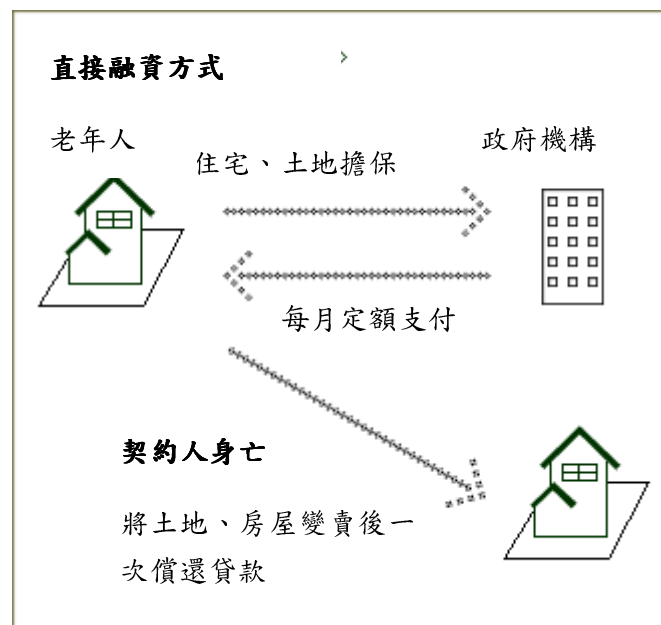 直接融資方式
老年人
政府機構
住宅、土地擔保
每月定額支付
契約人身亡
將土地、房屋變賣後一
次償還貸款